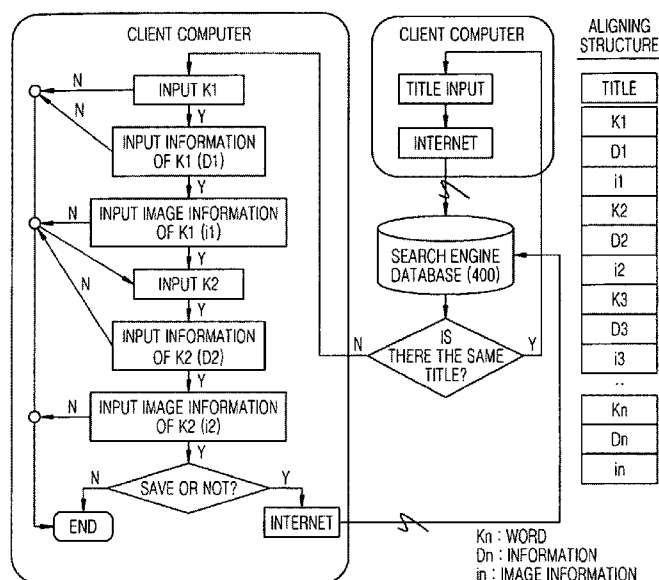 CLIENT COMPUTER
N
INPUT K1
Y
N
INPUT INFORMATION
OF K1 (D1)
Y
N
INPUT IMAGE INFORMATION
OF K1 (i1)
Y
INPUT K2
N
Y
INPUT INFORMATION
OF K2 (D2)
Y
N
INPUT IMAGE INFORMATION
OF K2 (i2)
Y
N
SAVE OR NOT?
Y
END
INTERNET
CLIENT COMPUTER
TITLE INPUT
INTERNET
SEARCH ENGINE
DATABASE (400)
N
IS
THERE THE SAME
TITLE?
Y
ALIGNING
STRUCTURE
TITLE
K1
D1
i1
K2
D2
i2
K3
D3
i3
..
Kn
Dn
in
Kn : WORD
Dn : INFORMATION
in : IMAGE INFORMATION